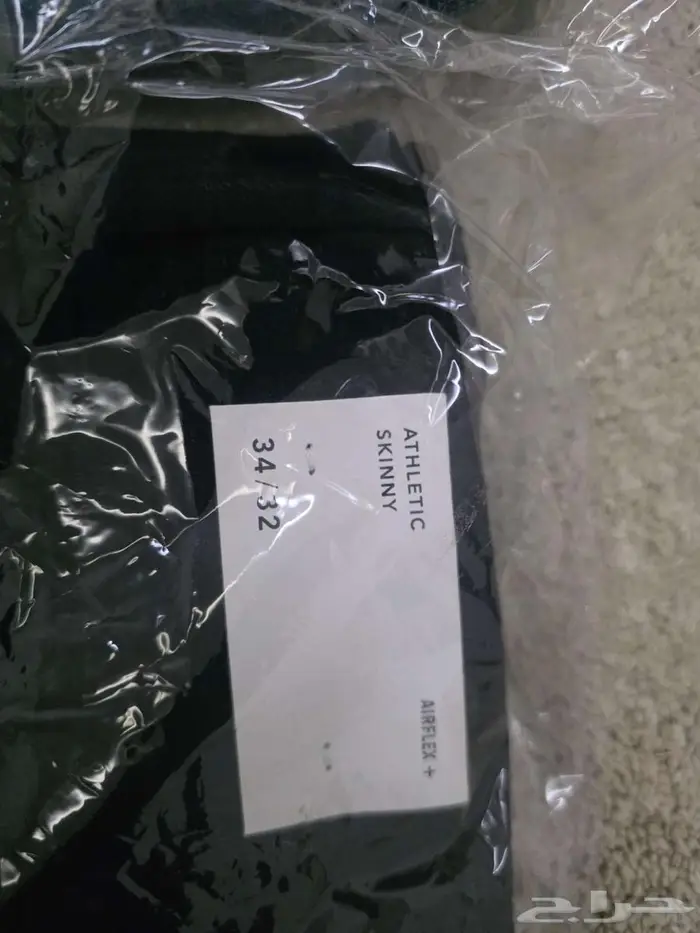 ATHLETIC
SKINNY
34/32
AIRFLEX +
حراج